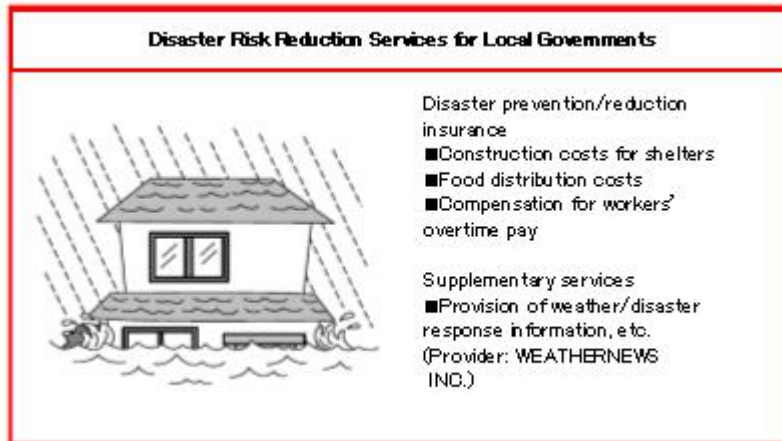 Disaster Risk Reduction Services for Local Governments
Disaster prevention/reduction
insurance
■Construction costs for shelters
■Food distribution costs
■Compensation for workers'
overtime pay
Supplementary services
■Provision of weather/disaster
response information, etc.
(Provider: WEATHERNEWS
INC.)